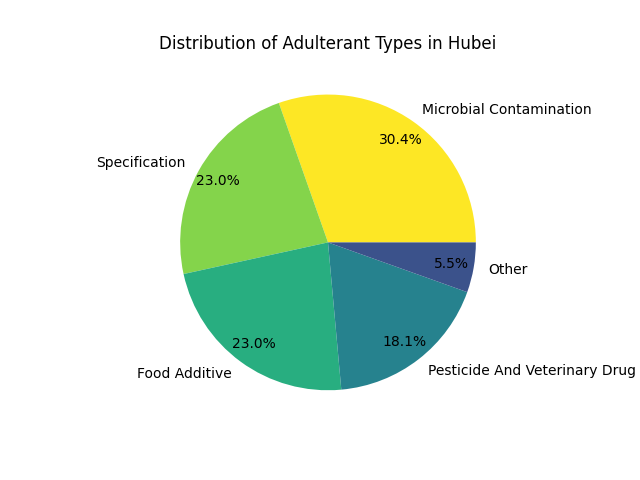 Distribution of Adulterant Types in Hubei
Microbial Contamination
30.4%
Specification
23.0%
Food Additive
23.0%
Pesticide And Veterinary Drug
18.1%
Other
5.5%